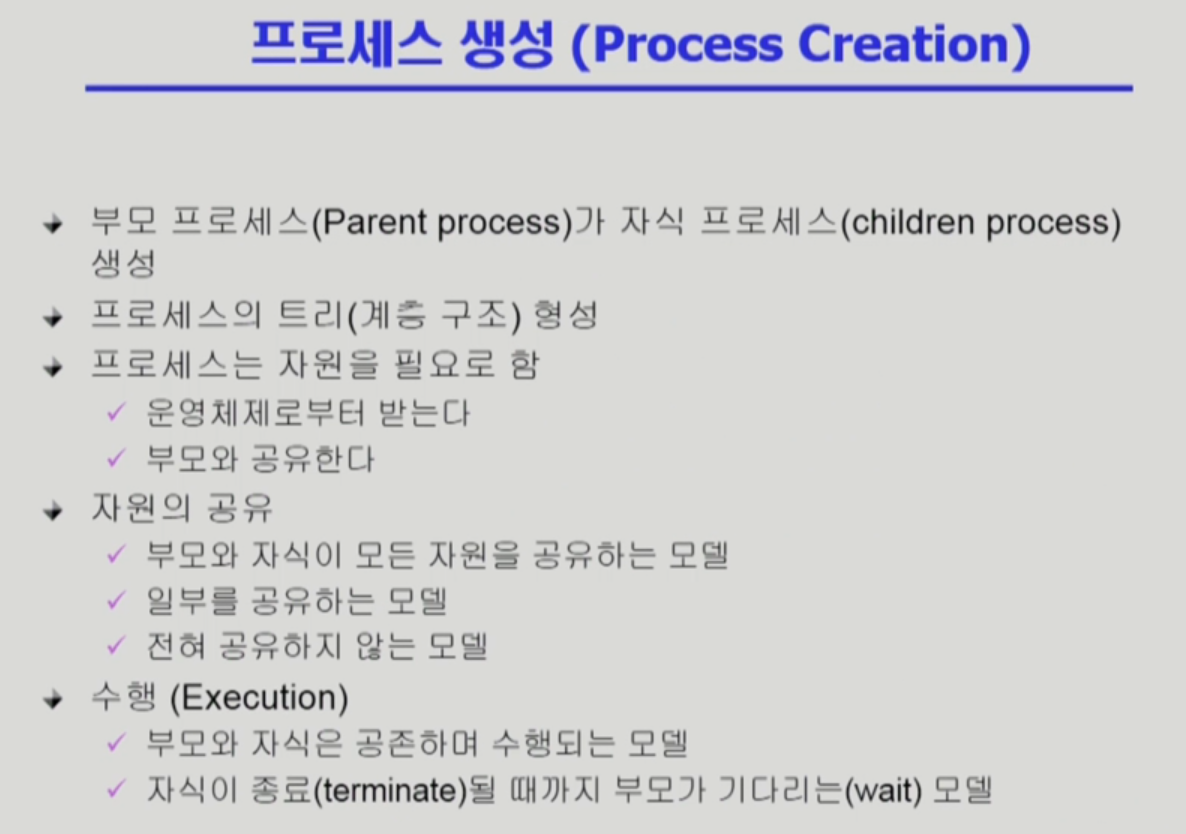 프로세스 생성 (Process Creation)
부모 프로세스(Parent process)가 자식 프로세스(children process)
생성
프로세스의 트리(계층 구조) 형성
프로세스는 자원을 필요로 함
운영체제로부터 받는다
부모와 공유한다
자원의 공유
부모와 자식이 모든 자원을 공유하는 모델
일부를 공유하는 모델
전혀 공유하지 않는 모델
수행 (Execution)
부모와 자식은 공존하며 수행되는 모델
자식이 종료(terminate)될 때까지 부모가 기다리는(wait) 모델